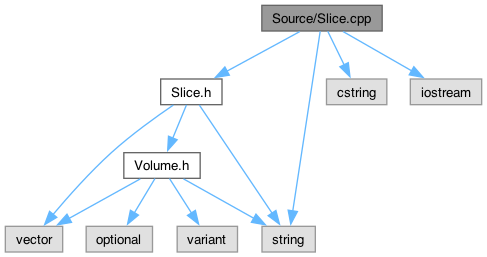 Source/Slice.cpp
Slice.h
cstring
iostream
Volume.h
vector
optional
variant
string